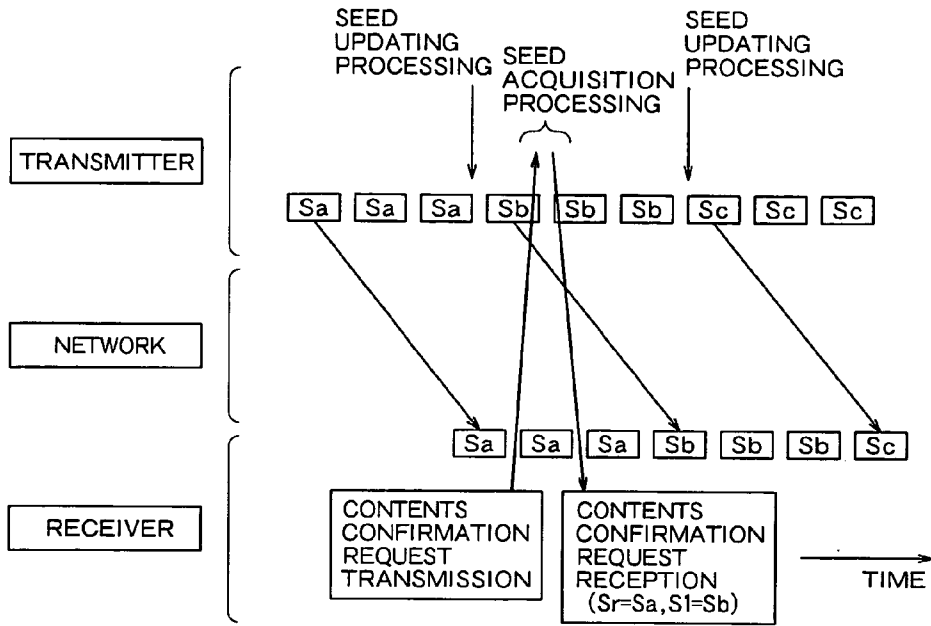 SEED
UPDATING
PROCESSING
SEED
ACQUISITION
PROCESSING
SEED
UPDATING
PROCESSING
TRANSMITTER
Sa Sa Sa Sb Sb Sb Sc Sc Sc
NETWORK
Sa Sa Sa Sb Sb Sb Sc
RECEIVER
CONTENTS
CONFIRMATION
REQUEST
TRANSMISSION
CONTENTS
CONFIRMATION
REQUEST
RECEPTION
(Sr=Sa,S1=Sb)
TIME